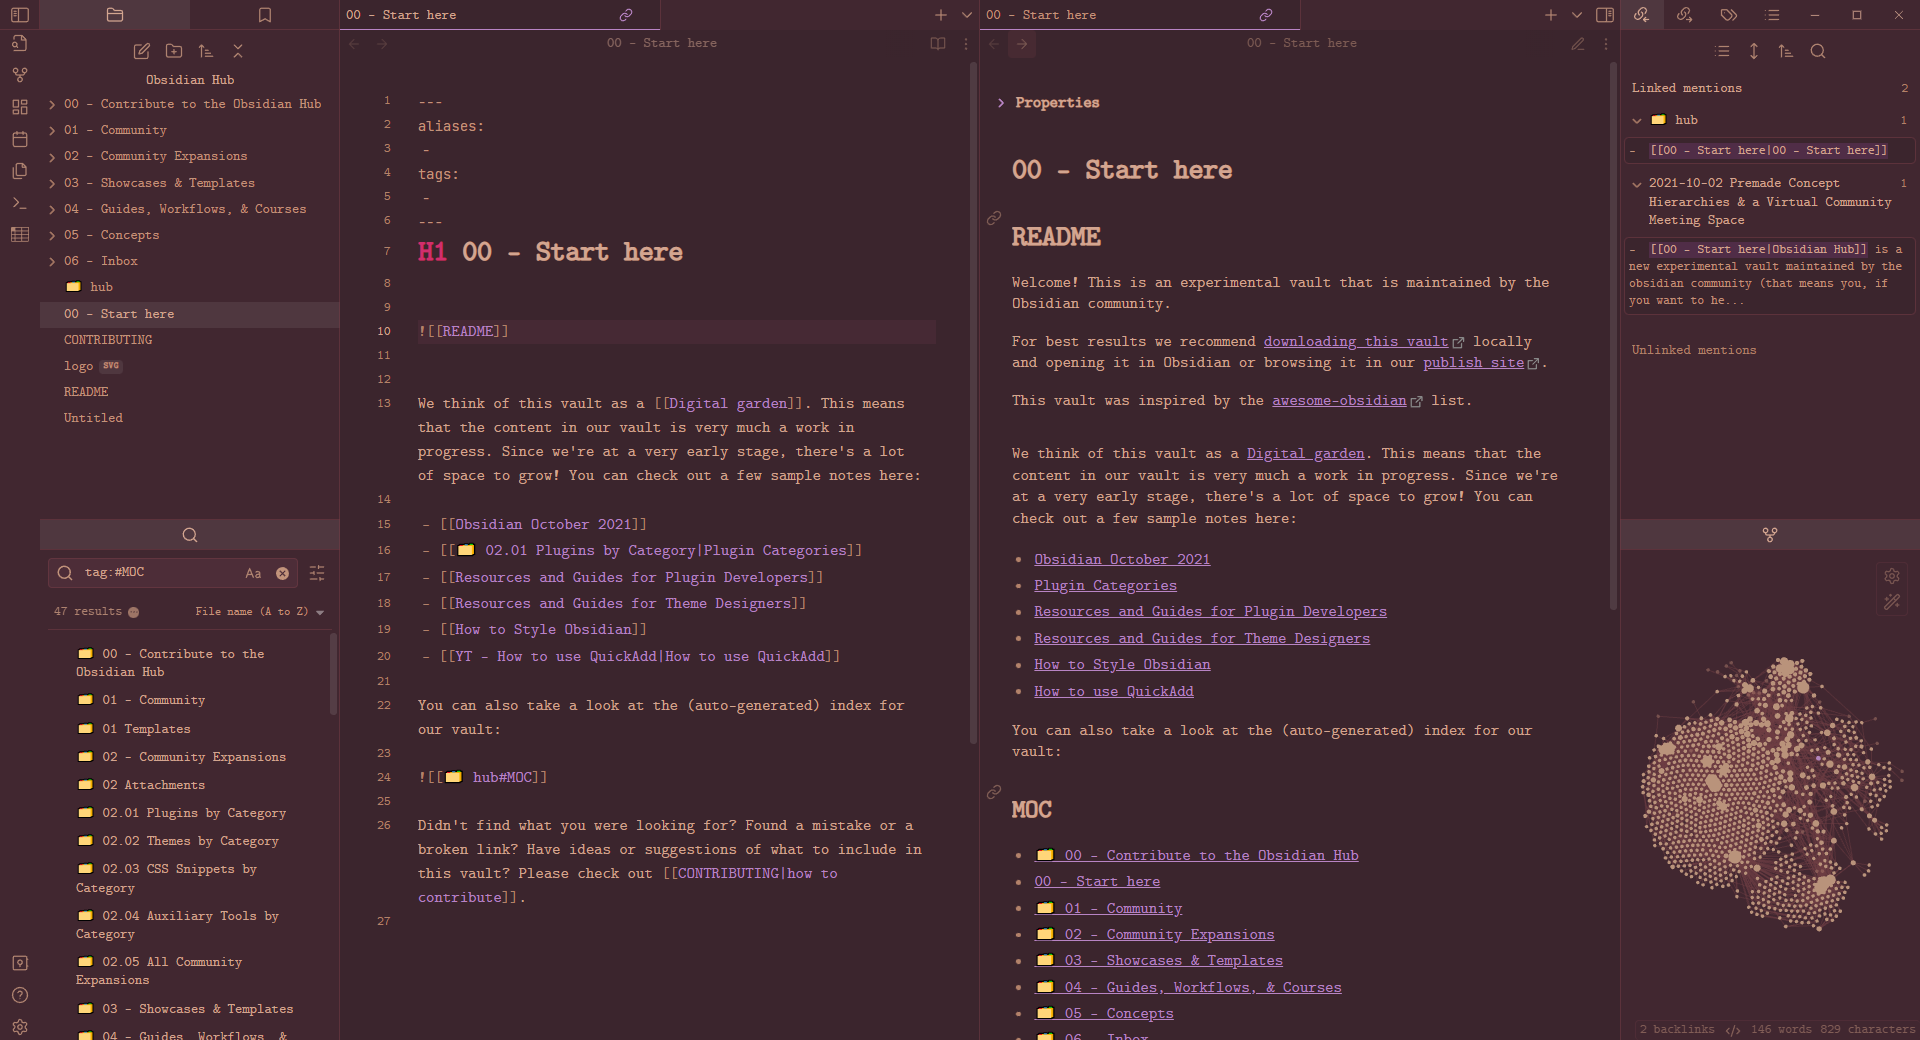 Obsidian Hub
00 - Contribute to the Obsidian Hub
01 - Community
02 - Community Expansions
03 - Showcases & Templates
04 - Guides, Workflows, & Courses
05 - Concepts
06 - Inbox
hub
00 - Start here
CONTRIBUTING
logo SVG
README
Untitled
tag:#MOC Aa
47 results File name (A to Z)
00 - Contribute to the
Obsidian Hub
01 - Community
01 Templates
02 - Community Expansions
02 Attachments
02.01 Plugins by Category
02.02 Themes by Category
02.03 CSS Snippets by
Category
02.04 Auxiliary Tools by
Category
02.05 All Community
Expansions
03 - Showcases & Templates
04 - Guides, Workflows, &
00 - Start here
00 - Start here
1 ---
2 aliases:
3 -
4 tags:
5 -
6 ---
7 H1 00 - Start here
8
9
10 ![[README]]
11
12
13 We think of this vault as a [[Digital garden]]. This means
that the content in our vault is very much a work in
progress. Since we're at a very early stage, there's a lot
of space to grow! You can check out a few sample notes here:
14
15 - [[Obsidian October 2021]]
16 - [[🗂️ 02.01 Plugins by Category|Plugin Categories]]
17 - [[Resources and Guides for Plugin Developers]]
18 - [[Resources and Guides for Theme Designers]]
19 - [[How to Style Obsidian]]
20 - [[YT - How to use QuickAdd|How to use QuickAdd]]
21
22 You can also take a look at the (auto-generated) index for
our vault:
23
24 ![[🗂️ hub#MOC]]
25
26 Didn't find what you were looking for? Found a mistake or a
broken link? Have ideas or suggestions of what to include in
this vault? Please check out [[CONTRIBUTING|how to
contribute]].
27
00 - Start here
00 - Start here
Properties
00 - Start here
README
Welcome! This is an experimental vault that is maintained by the
Obsidian community.
For best results we recommend downloading this vault locally
and opening it in Obsidian or browsing it in our publish site.
This vault was inspired by the awesome-obsidian list.
We think of this vault as a Digital garden. This means that the
content in our vault is very much a work in progress. Since we're
at a very early stage, there's a lot of space to grow! You can
check out a few sample notes here:
Obsidian October 2021
Plugin Categories
Resources and Guides for Plugin Developers
Resources and Guides for Theme Designers
How to Style Obsidian
How to use QuickAdd
You can also take a look at the (auto-generated) index for our
vault:
MOC
00 - Contribute to the Obsidian Hub
00 - Start here
01 - Community
02 - Community Expansions
03 - Showcases & Templates
04 - Guides, Workflows, & Courses
05 - Concepts
06 - Inbox
Linked mentions 2
hub 1
- [[00 - Start here|00 - Start here]]
2021-10-02 Premade Concept 1
Hierarchies & a Virtual Community
Meeting Space
- [[00 - Start here|Obsidian Hub]] is a
new experimental vault maintained by the
obsidian community (that means you, if
you want to he...
Unlinked mentions
2 backlinks 146 words 829 characters